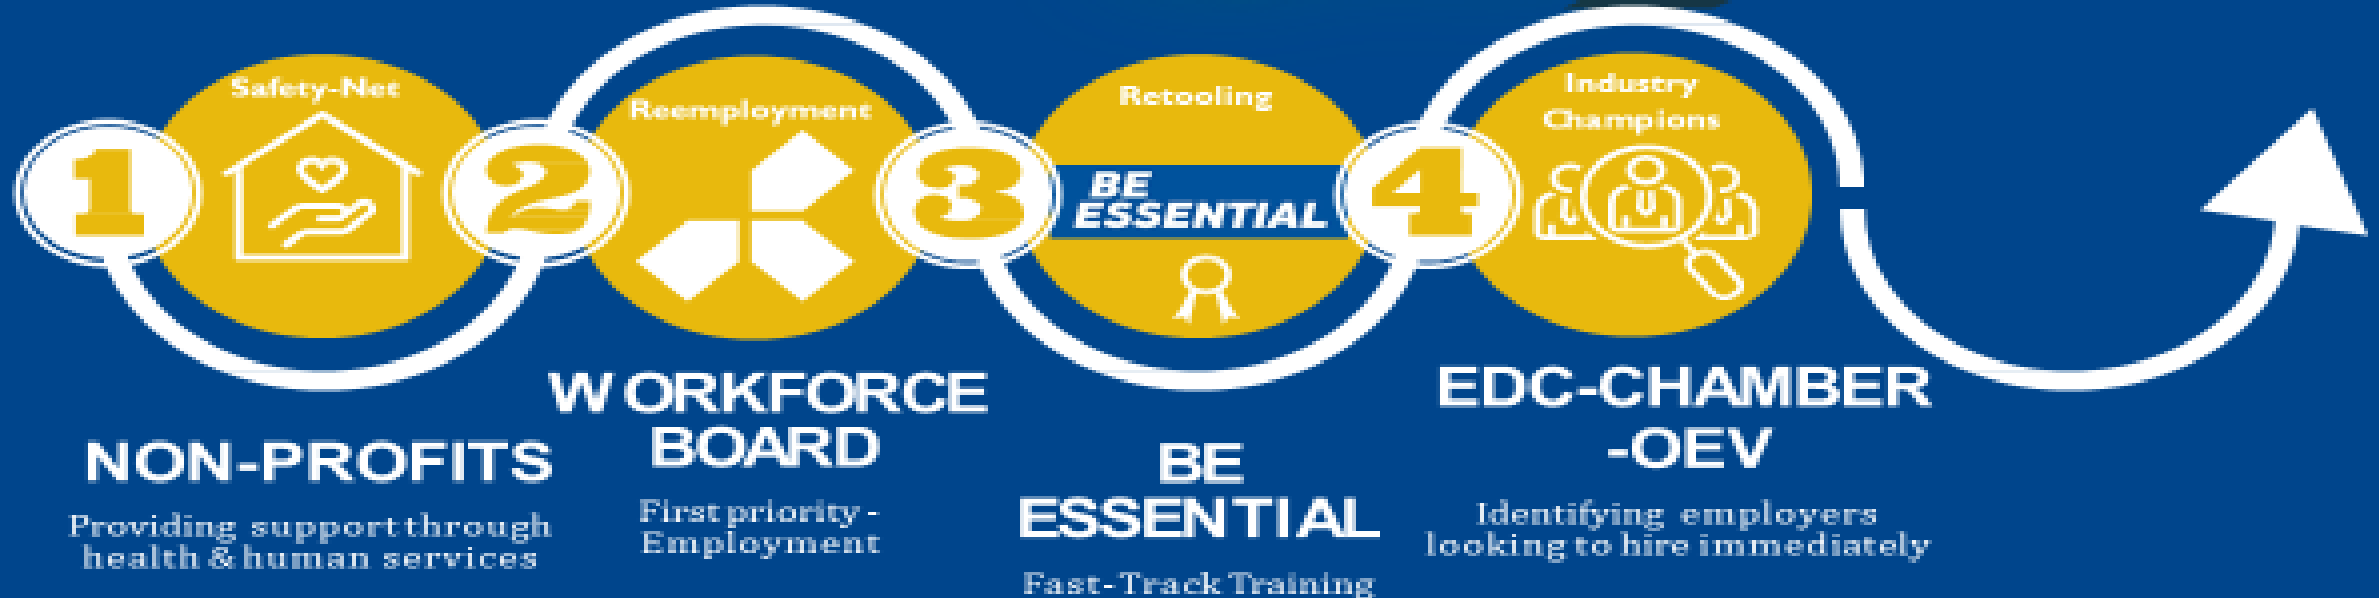 1
Safety-Net
NON-PROFITS
Providing support through
health & human services
2
Reemployment
WORKFORCE
BOARD
First priority -
Employment
3
Retooling
BE
ESSENTIAL
BE
ESSENTIAL
Fast-Track Training
4
Industry
Champions
EDC-CHAMBER
-OEV
Identifying employers
looking to hire immediately